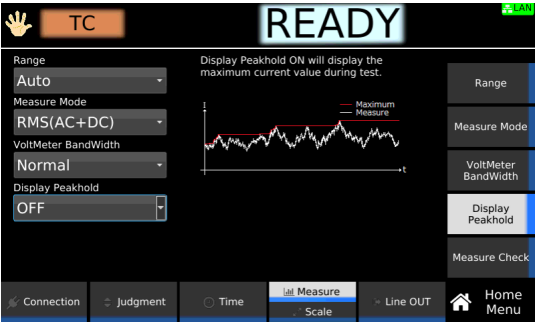 TC
READY
LAN
Range
Auto
Measure Mode
RMS(AC+DC)
VoltMeter BandWidth
Normal
Display Peakhold
OFF
Display Peakhold ON will display the
maximum current value during test.
I
Maximum
Measure
t
Range
Measure Mode
VoltMeter
BandWidth
Display
Peakhold
Measure Check
Connection
Judgment
Time
Measure
Scale
Line OUT
Home
Menu